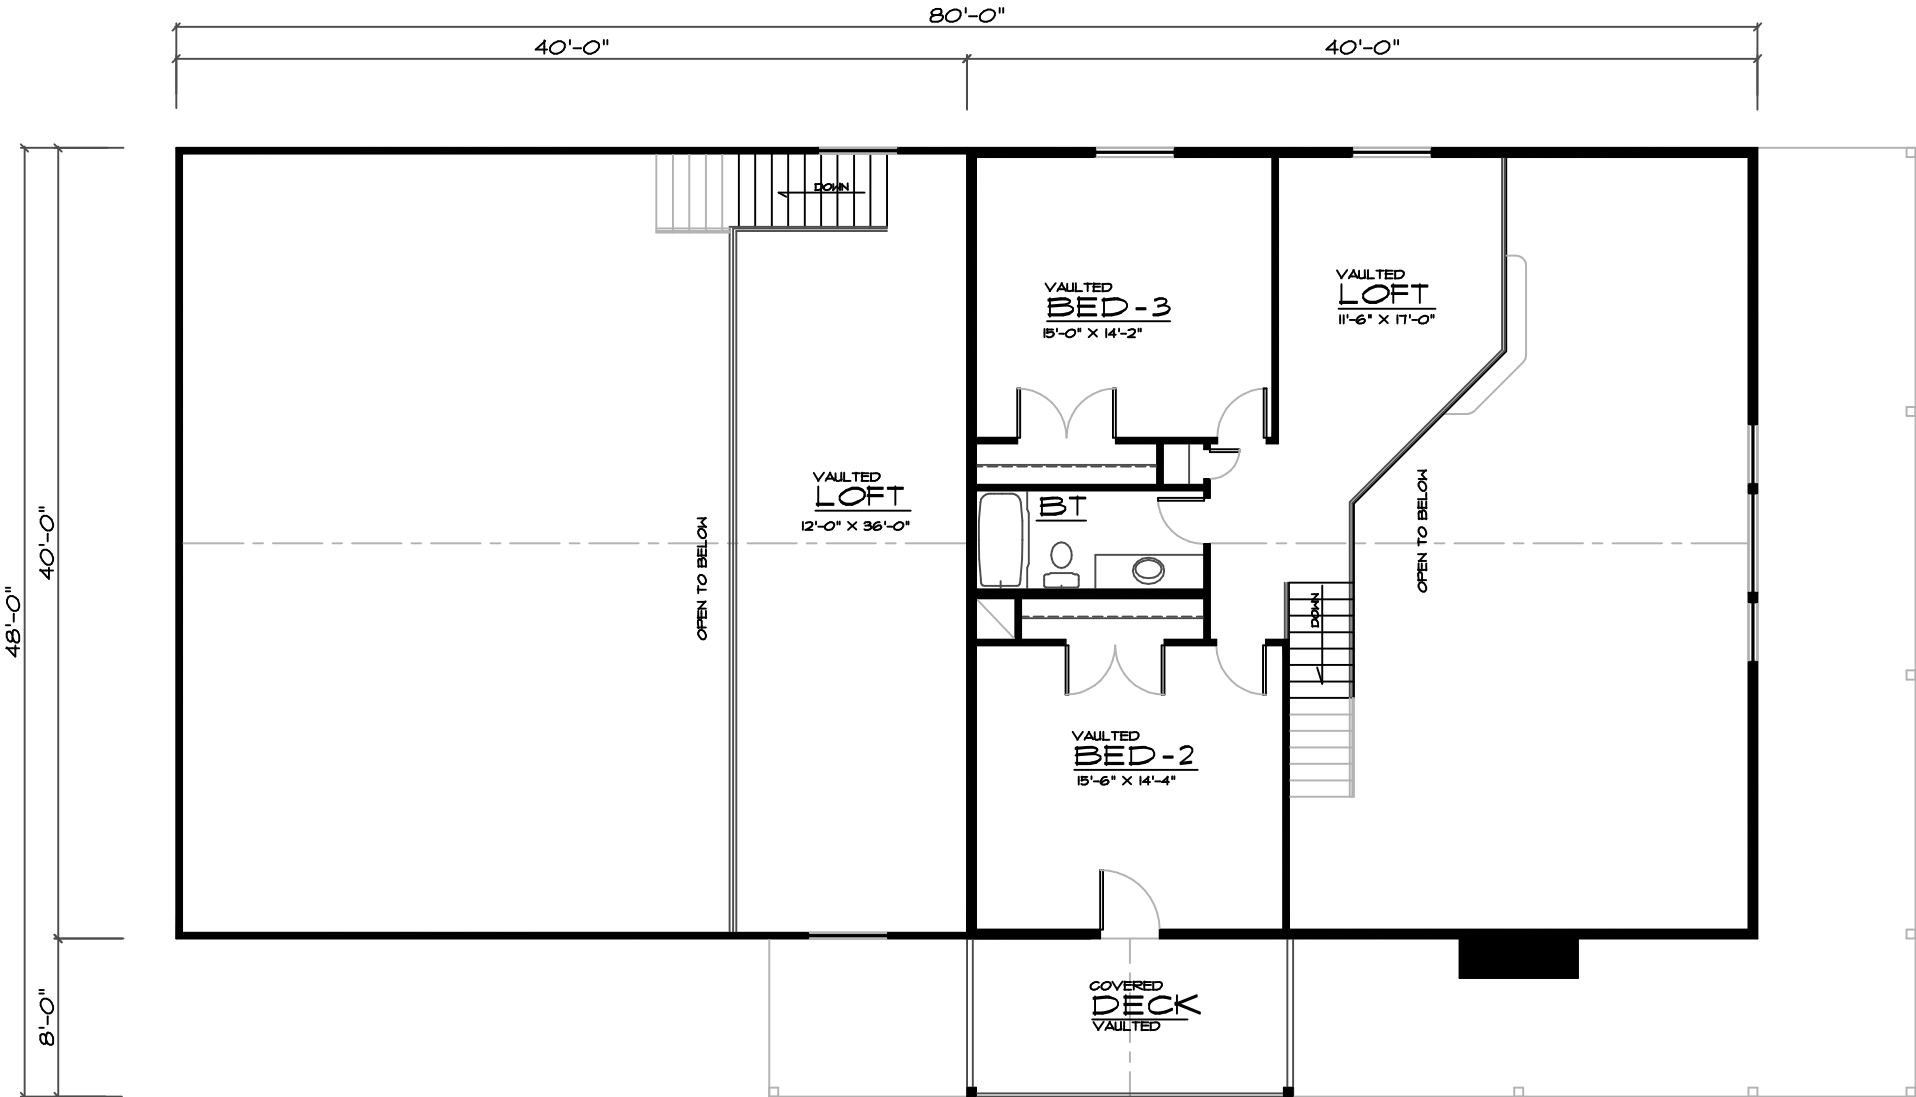 80'-0"
40'-0"
40'-0"
DOWN
VAULTED
LOFT
11'-6" X 17'-0"
VAULTED
BED-3
15'-0" X 14'-2"
VAULTED
LOFT
12'-0" X 36'-0"
BT
OPEN TO BELOW
OPEN TO BELOW
40'-0"
48'-0"
DOWN
VAULTED
BED-2
15'-6" X 14'-4"
COVERED
DECK
VAULTED
8'-0"